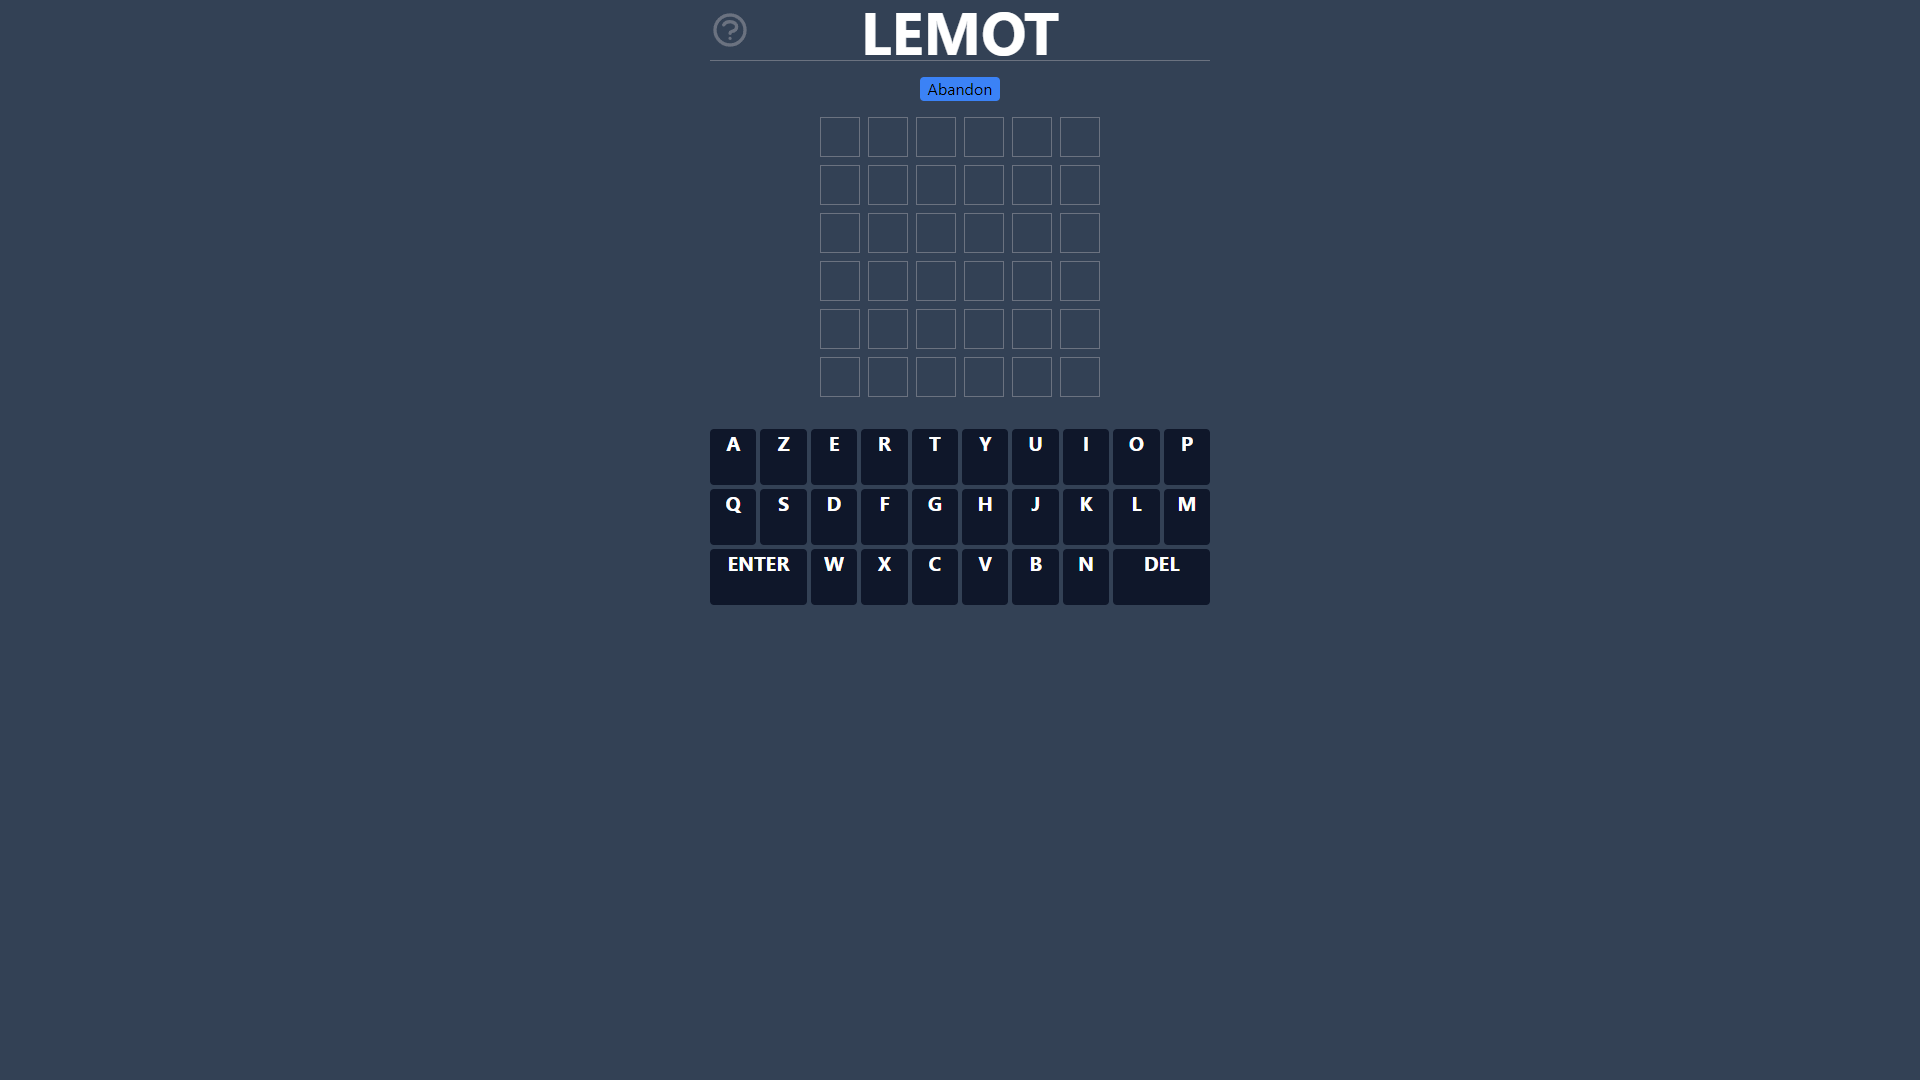 LEMOT
Abandon
A Z E R T Y U I O P
Q S D F G H J K L M
ENTER W X C V B N DEL